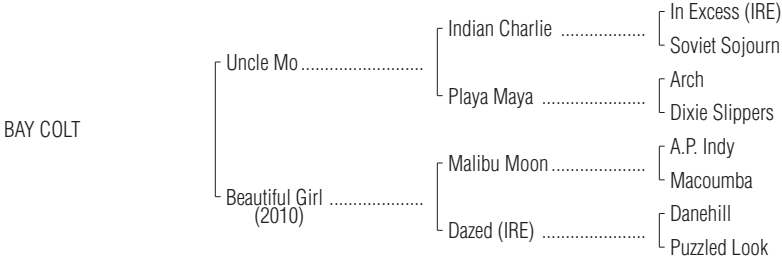 In Excess (IRE)
Indian Charlie ....................
Soviet Sojourn
Uncle Mo ..........................
Arch
Playa Maya ......................
Dixie Slippers
BAY COLT
A.P. Indy
Malibu Moon ....................
Macoumba
Beautiful Girl ....................
(2010)
Danehill
Dazed (IRE) ......................
Puzzled Look